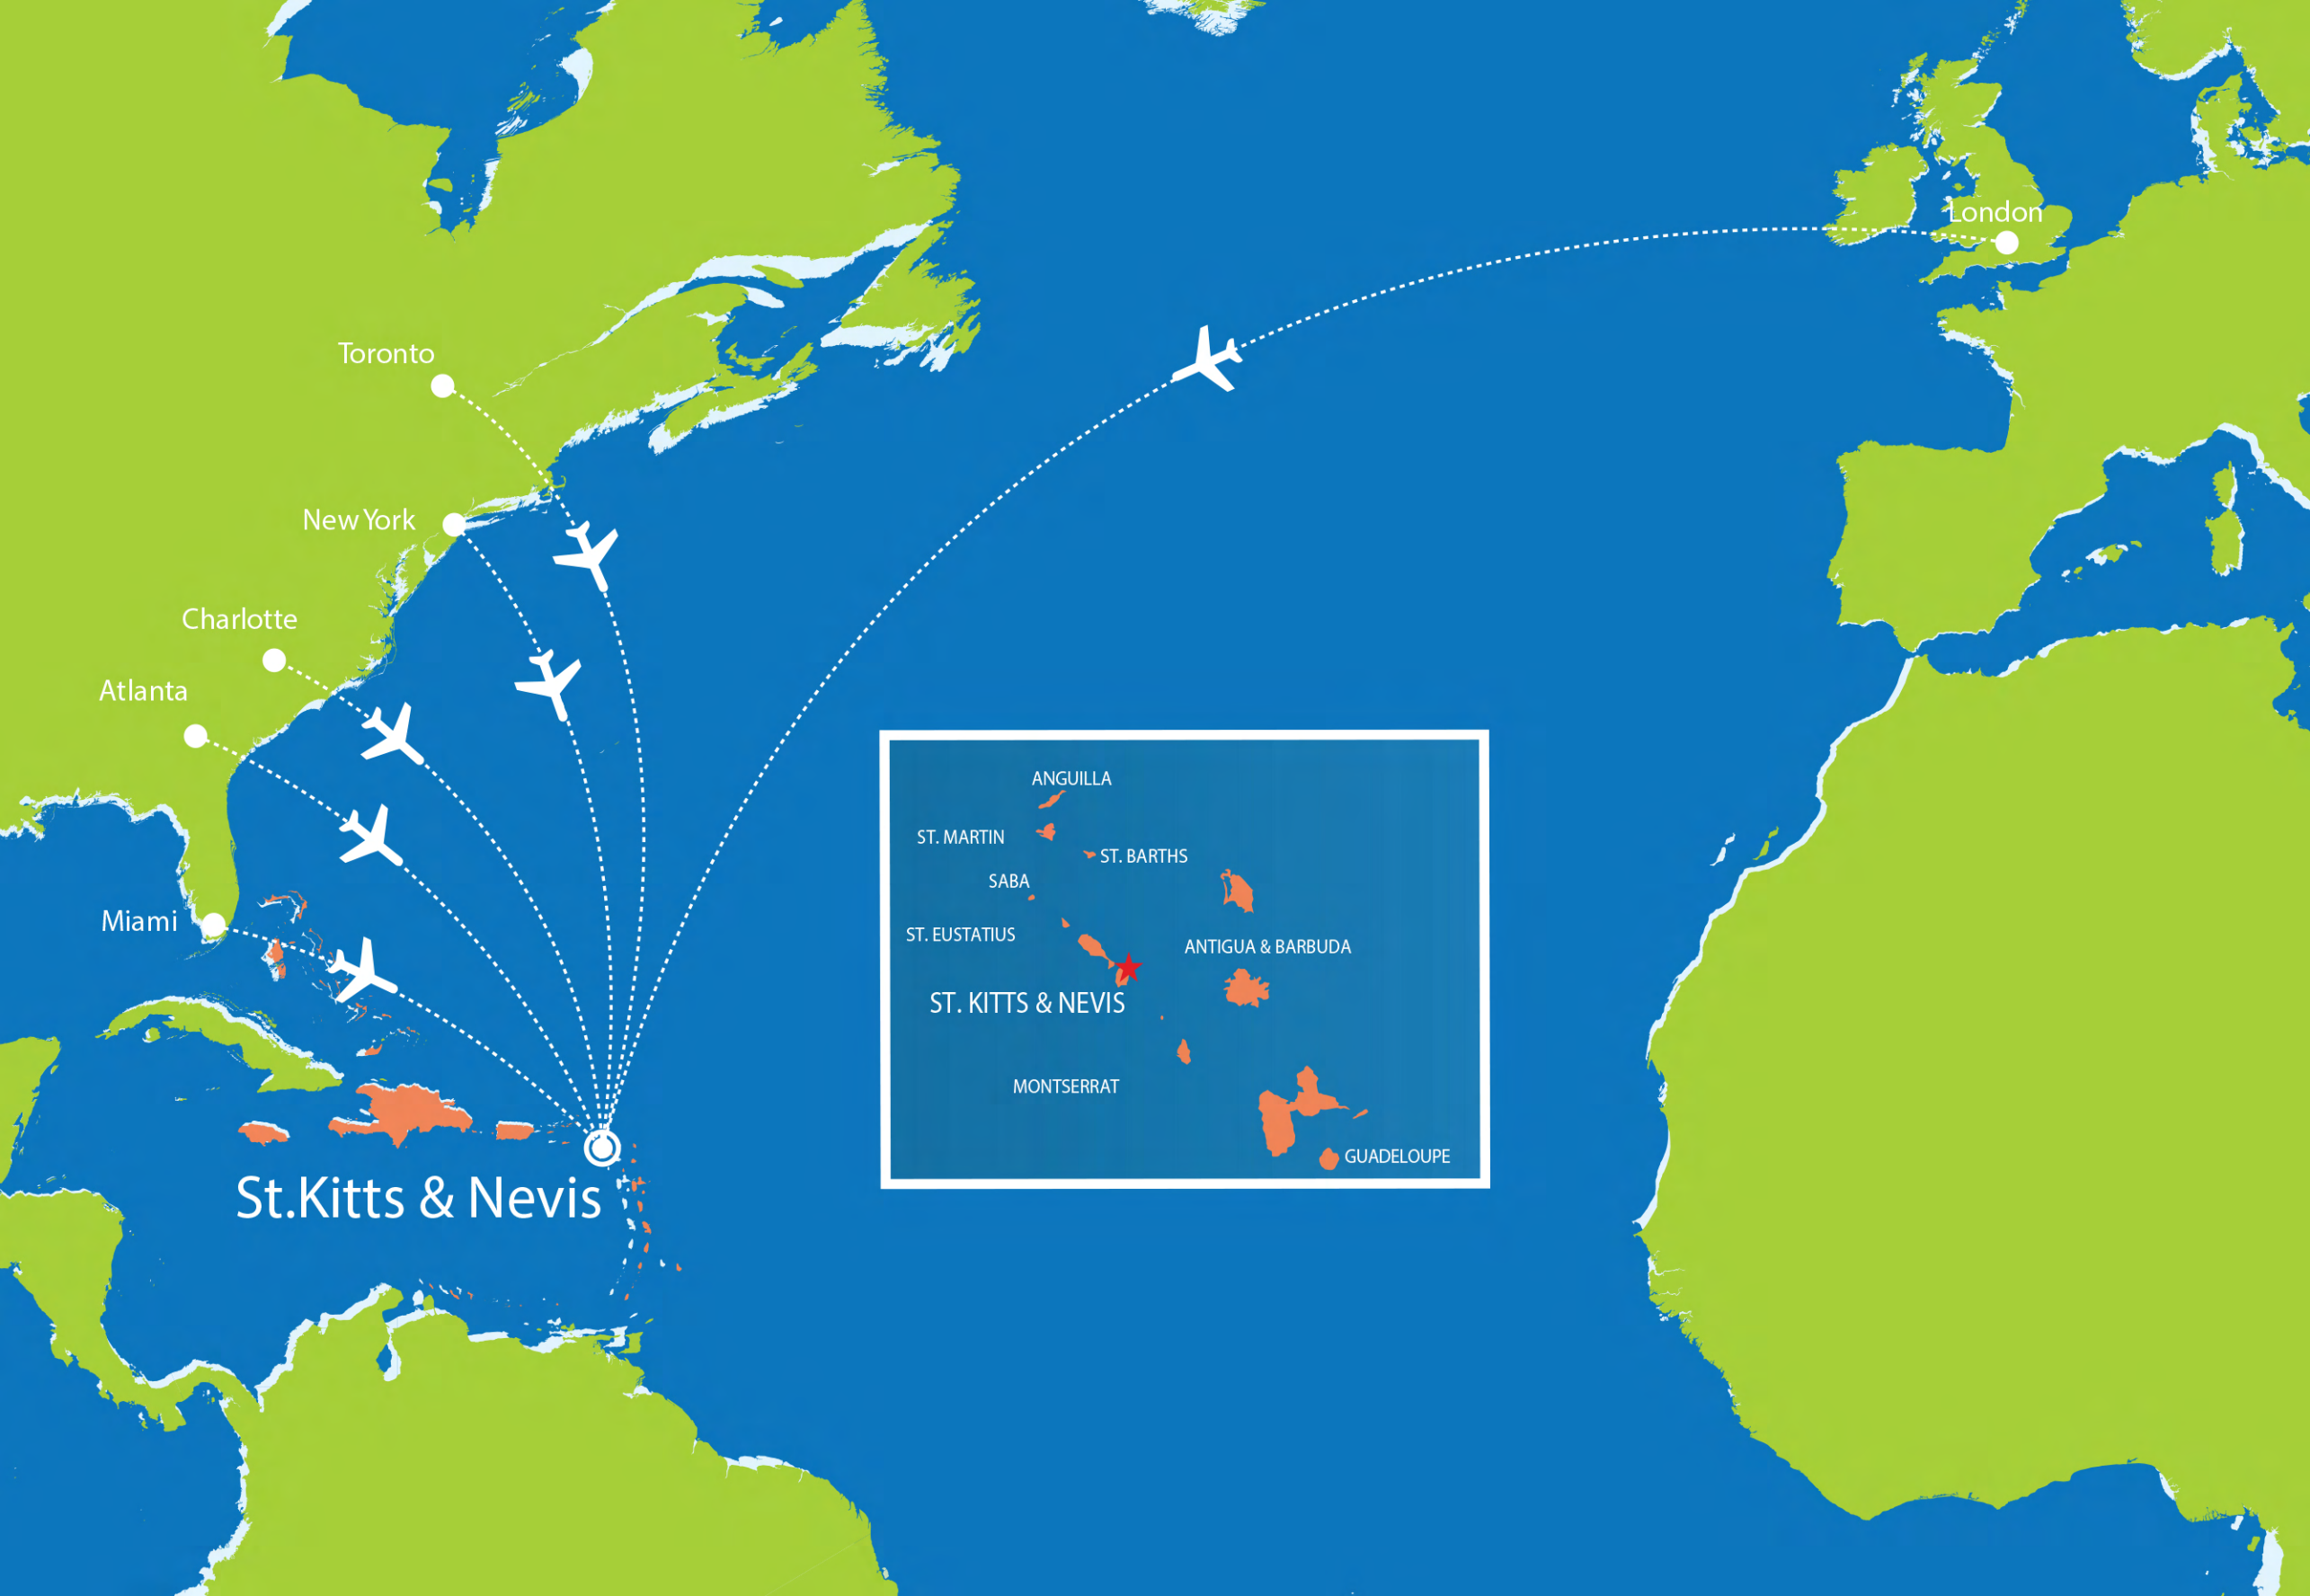 London
Toronto
New York
Charlotte
Atlanta
Miami
St.Kitts & Nevis
ANGUILLA
ST. MARTIN
ST. BARTHS
SABA
ST. EUSTATIUS
ANTIGUA & BARBUDA
ST. KITTS & NEVIS
MONTSERRAT
GUADELOUPE